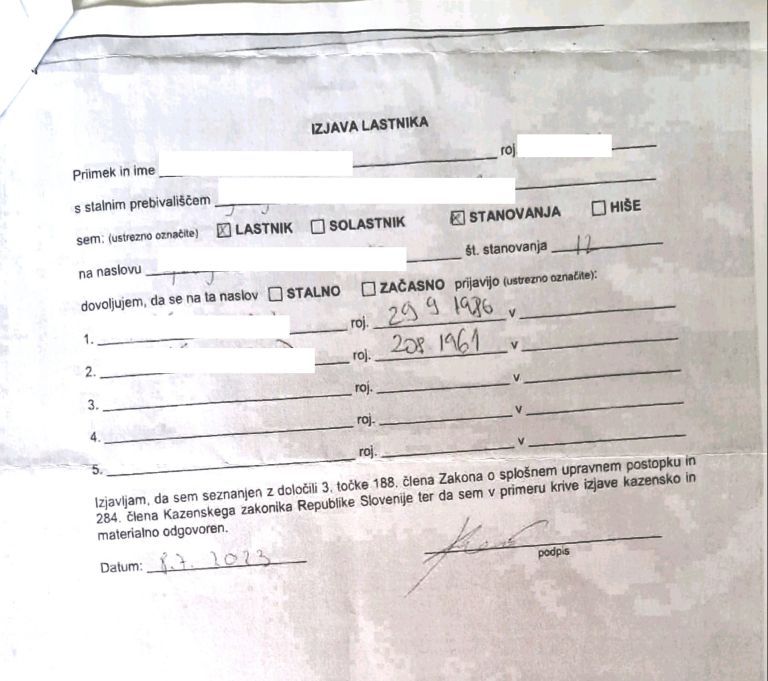 IZJAVA LASTNIKA
Priimek in ime roj.
s stalnim prebivališčem
sem: (ustrezno označite) ☒ LASTNIK ☐ SOLASTNIK ☒ STANOVANJA ☐ HIŠE
na naslovu št. stanovanja 12
dovoljujem, da se na ta naslov ☐ STALNO ☐ ZAČASNO prijavijo (ustrezno označite):
1. roj. 29 9 1986 v
2. roj. 208 1961 v
3. roj. v
4. roj. v
5. roj. v
Izjavljam, da sem seznanjen z določili 3. točke 188. člena Zakona o splošnem upravnem postopku in
284. člena Kazenskega zakonika Republike Slovenije ter da sem v primeru krive izjave kazensko in
materialno odgovoren.
Datum: 8.7. 2023
podpis